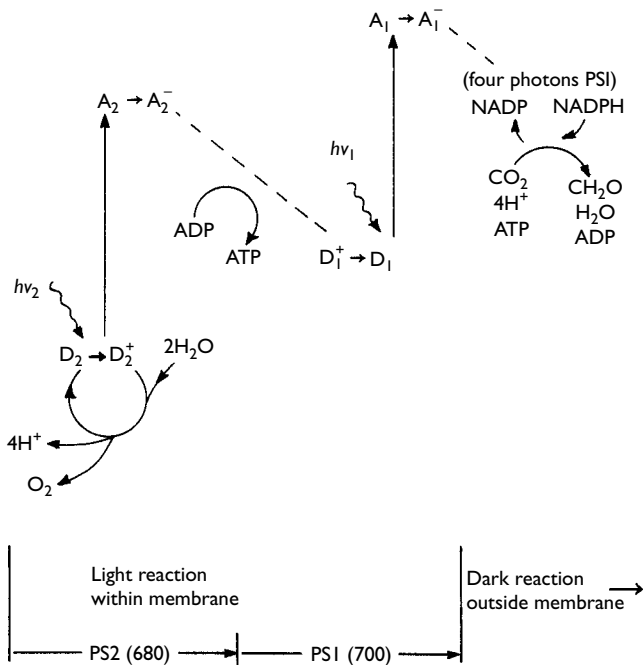 A₁ → A₁⁻
(four photons PSI)
NADP NADPH
A₂ → A₂⁻
hν₁
CO₂
4H⁺
ATP
CH₂O
H₂O
ADP
ADP
ATP
D₁⁺ → D₁
hν₂
D₂ → D₂⁺
2H₂O
4H⁺
O₂
Light reaction
within membrane
Dark reaction
outside membrane
PS2 (680)
PS1 (700)